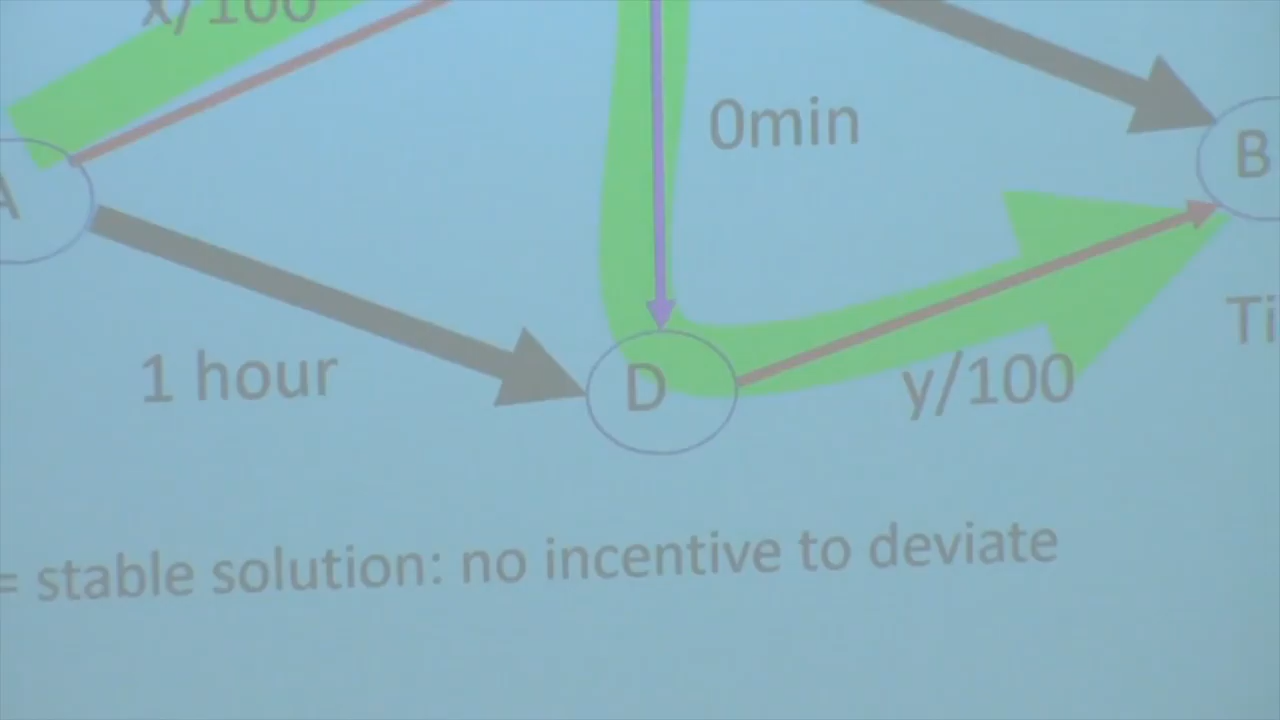 x/100
0min
B
A
Ti
1 hour
D
y/100
= stable solution: no incentive to deviate